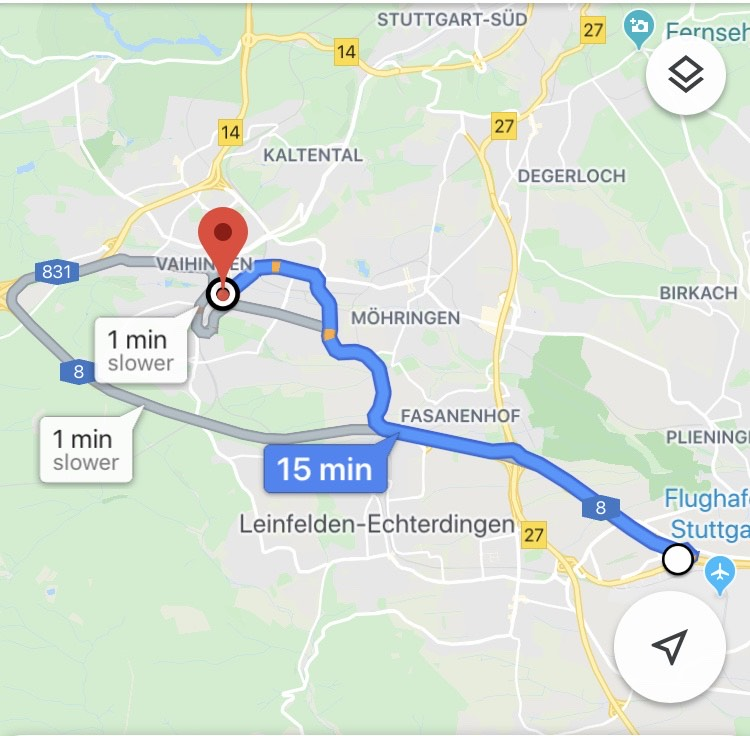 STUTTGART-SÜD
27
14
Fernseh
14
27
KALTENTAL
DEGERLOCH
VAIHINGEN
831
BIRKACH
MÖHRINGEN
1 min
slower
8
FASANENHOF
1 min
slower
PLIENING
15 min
8
Flughaf
Stuttga
Leinfelden-Echterdingen
27